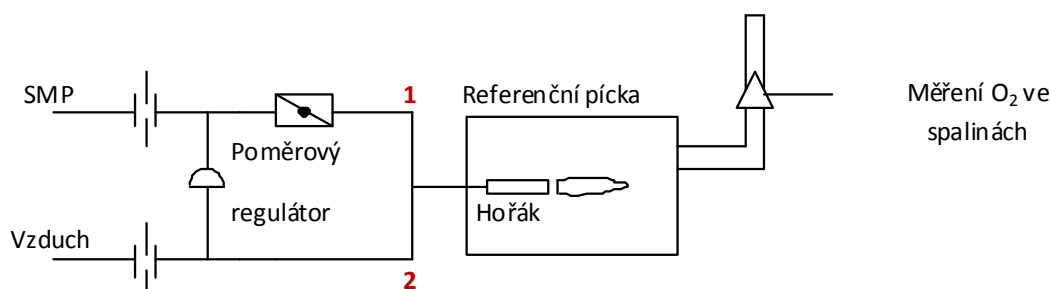 SMP
1
Referenční pícka
Měření O₂ ve
spalinách
Poměrový
regulátor
Hořák
Vzduch
2